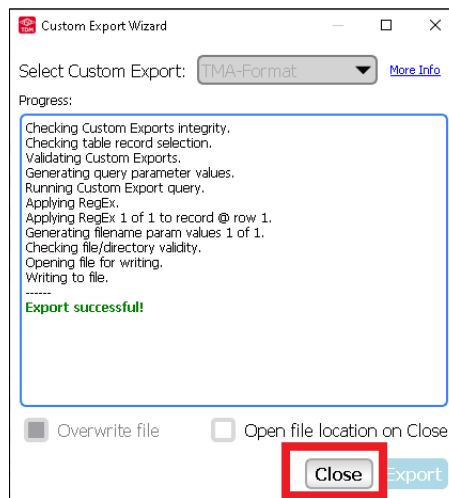 TDM
Custom Export Wizard
Select Custom Export: TMA-Format More Info
Progress:
Checking Custom Exports integrity.
Checking table record selection.
Validating Custom Exports.
Generating query parameter values.
Running Custom Export query.
Applying RegEx.
Applying RegEx 1 of 1 to record @ row 1.
Generating filename param values 1 of 1.
Checking file/directory validity.
Opening file for writing.
Writing to file.
------
Export successful!
Overwrite file Open file location on Close
Close Export